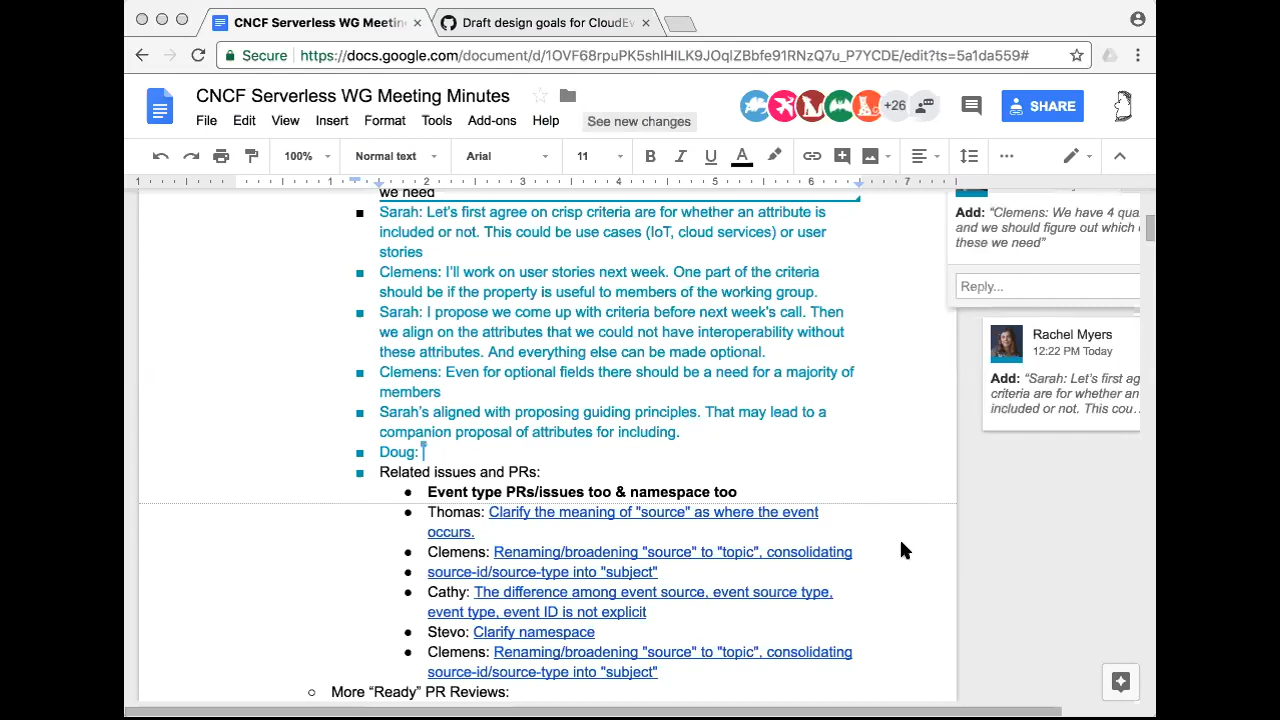 CNCF Serverless WG Meetin
Draft design goals for CloudEv
Secure
https://docs.google.com/document/d/1OVF68rpuPK5shlHILK9JOqlZBbfe91RNzQ7u_P7YCDE/edit?ts=5a1da559#
CNCF Serverless WG Meeting Minutes
+26
SHARE
File Edit View Insert Format Tools Add-ons Help See new changes
100% Normal text Arial 11 B I U A
1 1 2 3 4 5 6 7
we need
Sarah: Let's first agree on crisp criteria are for whether an attribute is
included or not. This could be use cases (IoT, cloud services) or user
stories
Clemens: I'll work on user stories next week. One part of the criteria
should be if the property is useful to members of the working group.
Sarah: I propose we come up with criteria before next week's call. Then
we align on the attributes that we could not have interoperability without
these attributes. And everything else can be made optional.
Clemens: Even for optional fields there should be a need for a majority of
members
Sarah's aligned with proposing guiding principles. That may lead to a
companion proposal of attributes for including.
Doug:
Related issues and PRs:
Event type PRs/issues too & namespace too
Thomas: Clarify the meaning of "source" as where the event
occurs.
Clemens: Renaming/broadening "source" to "topic", consolidating
source-id/source-type into "subject"
Cathy: The difference among event source, event source type,
event type, event ID is not explicit
Stevo: Clarify namespace
Clemens: Renaming/broadening "source" to "topic", consolidating
source-id/source-type into "subject"
More “Ready” PR Reviews:
Add: “Clemens: We have 4 qua
and we should figure out which
these we need”
Reply...
Rachel Myers
12:22 PM Today
Add: “Sarah: Let's first ag
criteria are for whether an
included or not. This cou…